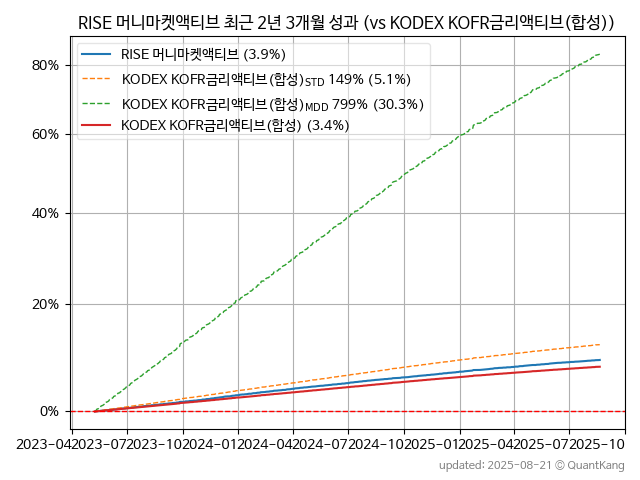 RISE 머니마켓액티브 최근 2년 3개월 성과 (vs KODEX KOFR금리액티브(합성))
RISE 머니마켓액티브 (3.9%)
KODEX KOFR금리액티브(합성)STD 149% (5.1%)
KODEX KOFR금리액티브(합성)MDD 799% (30.3%)
KODEX KOFR금리액티브(합성) (3.4%)
80%
60%
40%
20%
0%
2023-04 2023-07 2023-10 2024-01 2024-04 2024-07 2024-10 2025-01 2025-04 2025-07 2025-10
updated: 2025-08-21 © QuantKang